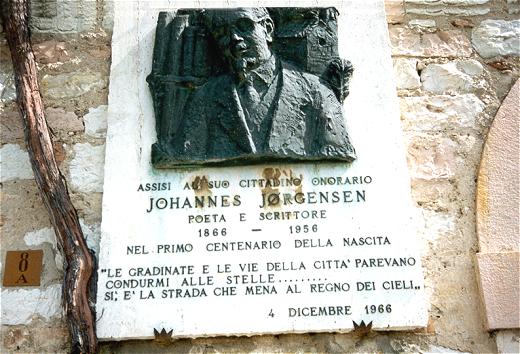 ASSISI AL SUO CITTADINO ONORARIO
JOHANNES JØRGENSEN
POETA E SCRITTORE
1866 — 1956
NEL PRIMO CENTENARIO DELLA NASCITA
"LE GRADINATE E LE VIE DELLA CITTA' PAREVANO
CONDURMI ALLE STELLE.........
SI', E' LA STRADA CHE MENA AL REGNO DEI CIELI„
4 DICEMBRE 1966
8
A